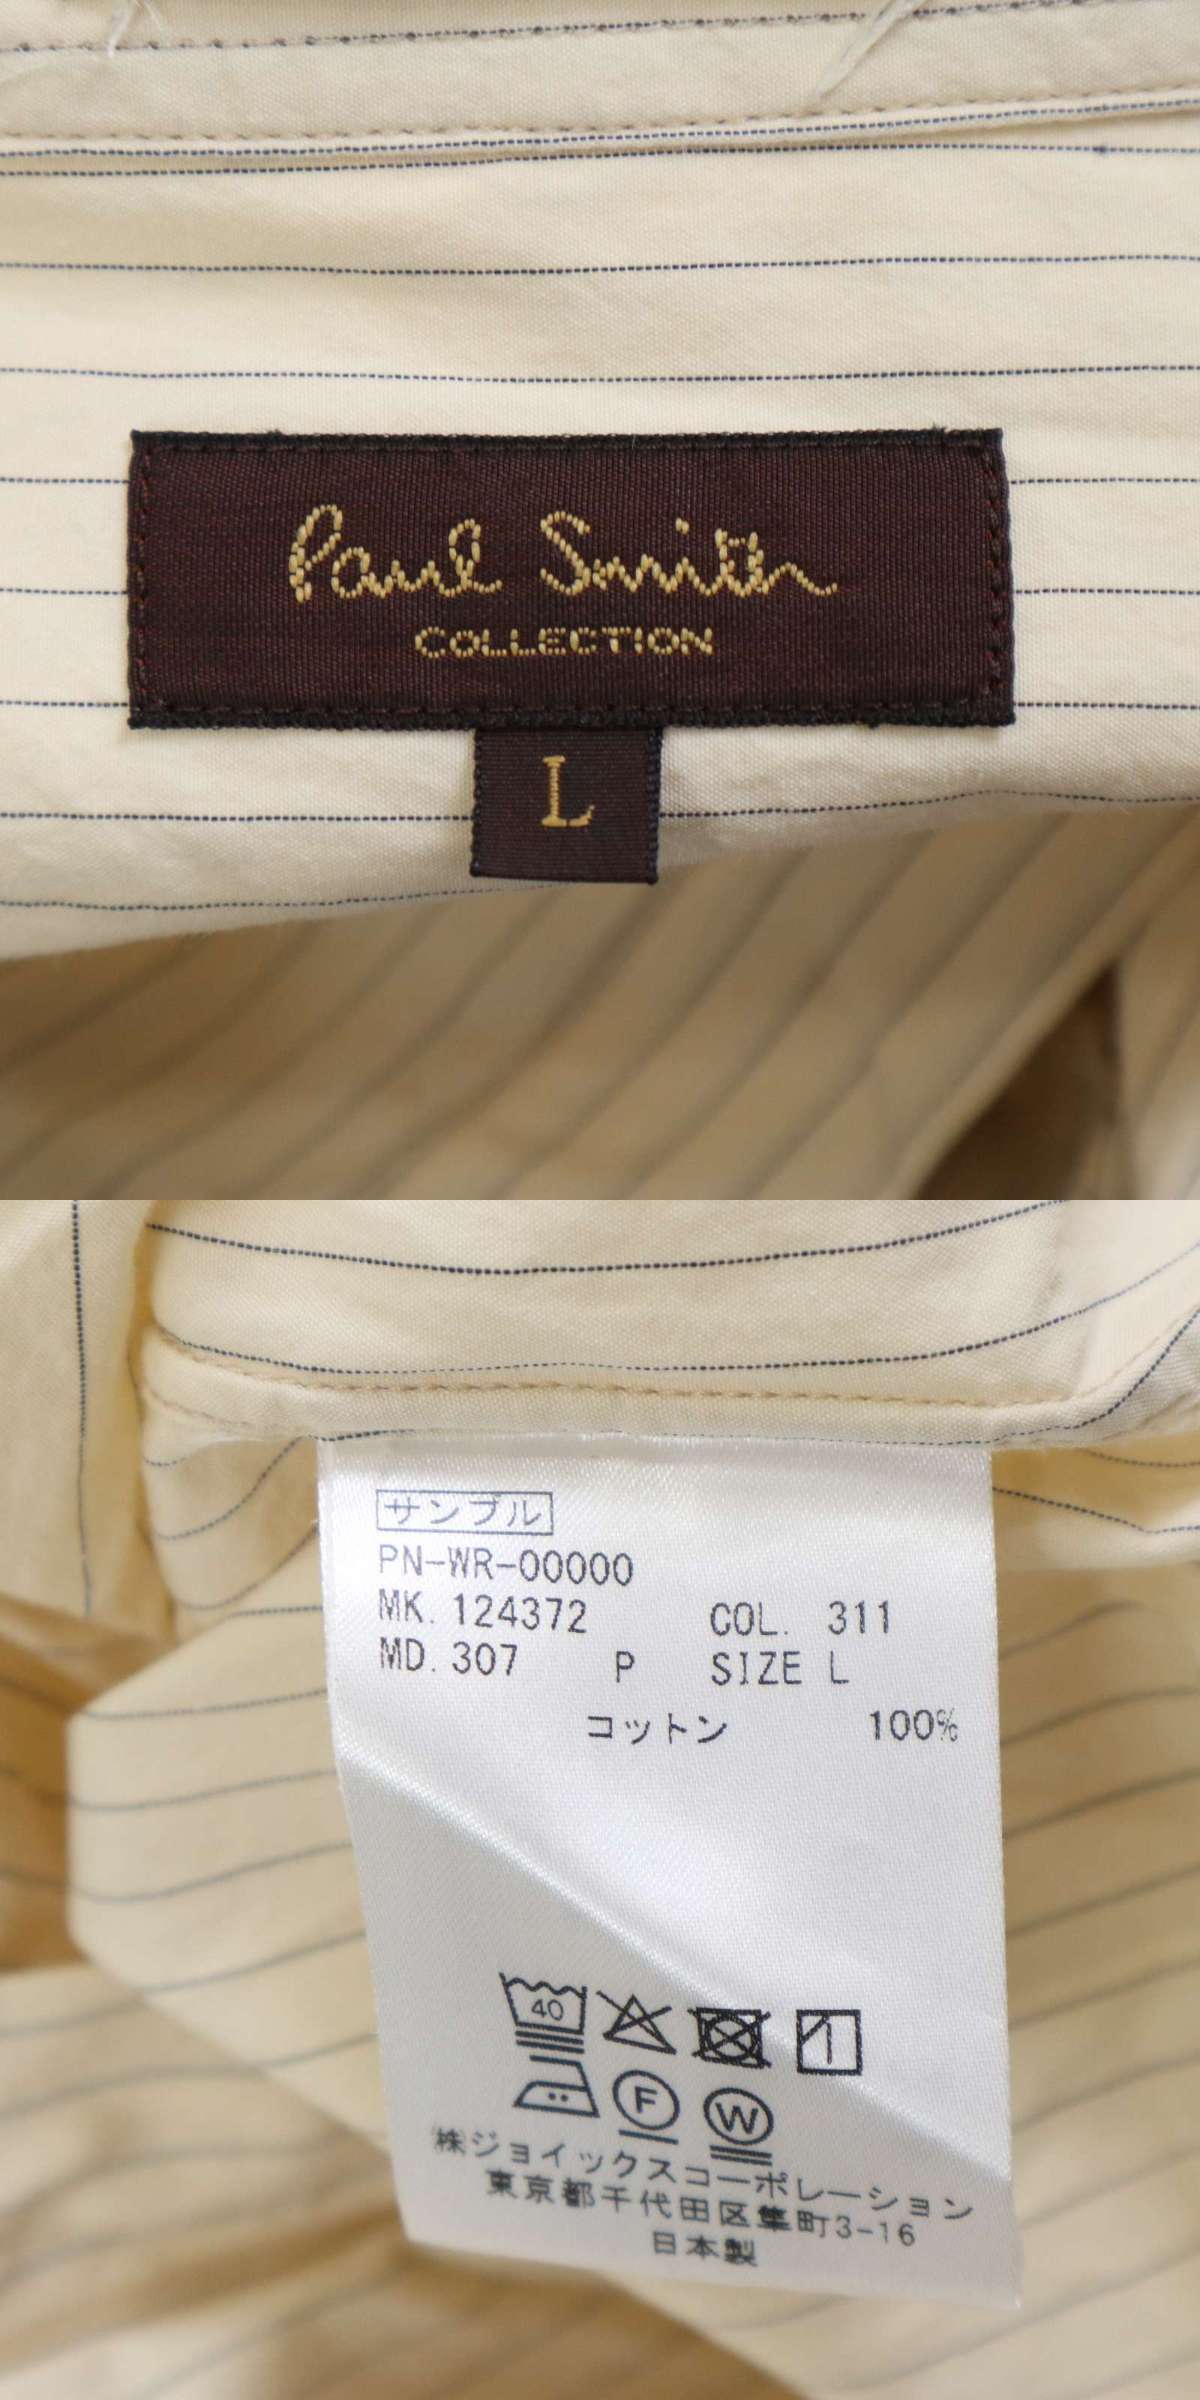 Paul Smith
COLLECTION
L
サンプル
PN-WR-00000
MK. 124372 COL. 311
MD. 307 P SIZE L
コットン 100%
40
F W
㈱ジョイックスコーポレーション
東京都千代田区隼町3-16
日本製